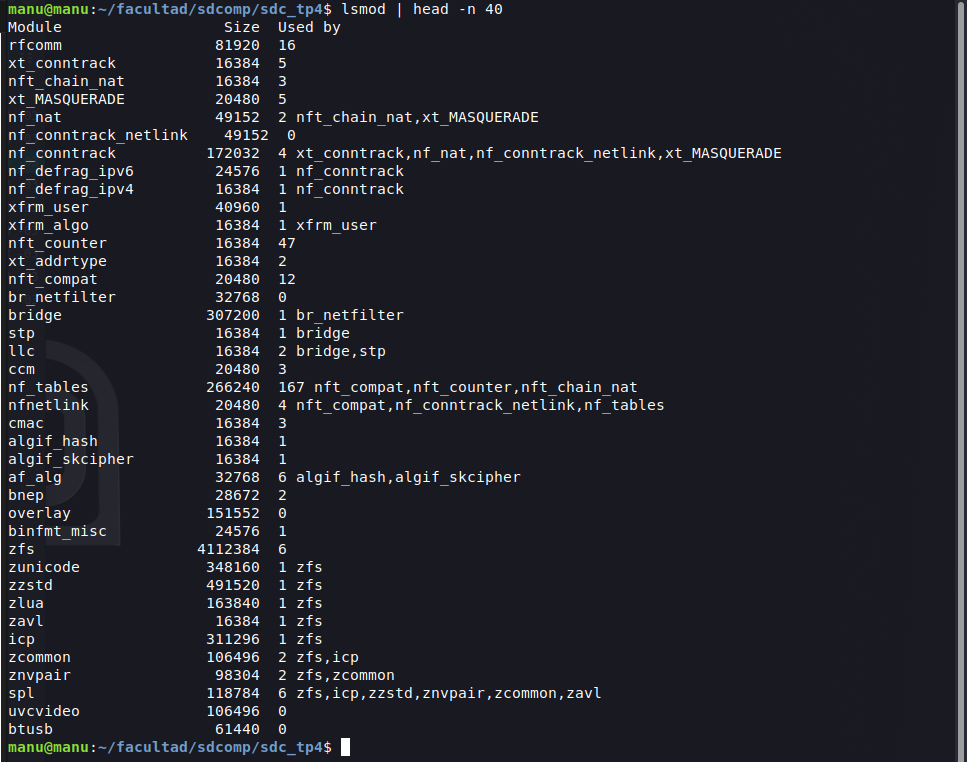 manu@manu:~/facultad/sdcomp/sdc_tp4$ lsmod | head -n 40
Module                  Size  Used by
rfcomm                 81920  16
xt_conntrack           16384  5
nft_chain_nat          16384  3
xt_MASQUERADE          20480  5
nf_nat                 49152  2 nft_chain_nat,xt_MASQUERADE
nf_conntrack_netlink    49152  0
nf_conntrack          172032  4 xt_conntrack,nf_nat,nf_conntrack_netlink,xt_MASQUERADE
nf_defrag_ipv6         24576  1 nf_conntrack
nf_defrag_ipv4         16384  1 nf_conntrack
xfrm_user              40960  1
xfrm_algo              16384  1 xfrm_user
nft_counter            16384  47
xt_addrtype            16384  2
nft_compat             20480  12
br_netfilter           32768  0
bridge                307200  1 br_netfilter
stp                    16384  1 bridge
llc                    16384  2 bridge,stp
ccm                    20480  3
nf_tables             266240  167 nft_compat,nft_counter,nft_chain_nat
nfnetlink              20480  4 nft_compat,nf_conntrack_netlink,nf_tables
cmac                   16384  3
algif_hash             16384  1
algif_skcipher         16384  1
af_alg                 32768  6 algif_hash,algif_skcipher
bnep                   28672  2
overlay               151552  0
binfmt_misc            24576  1
zfs                  4112384  6
zunicode              348160  1 zfs
zzstd                 491520  1 zfs
zlua                  163840  1 zfs
zavl                   16384  1 zfs
icp                   311296  1 zfs
zcommon               106496  2 zfs,icp
znvpair                98304  2 zfs,zcommon
spl                   118784  6 zfs,icp,zzstd,znvpair,zcommon,zavl
uvcvideo              106496  0
btusb                  61440  0
manu@manu:~/facultad/sdcomp/sdc_tp4$